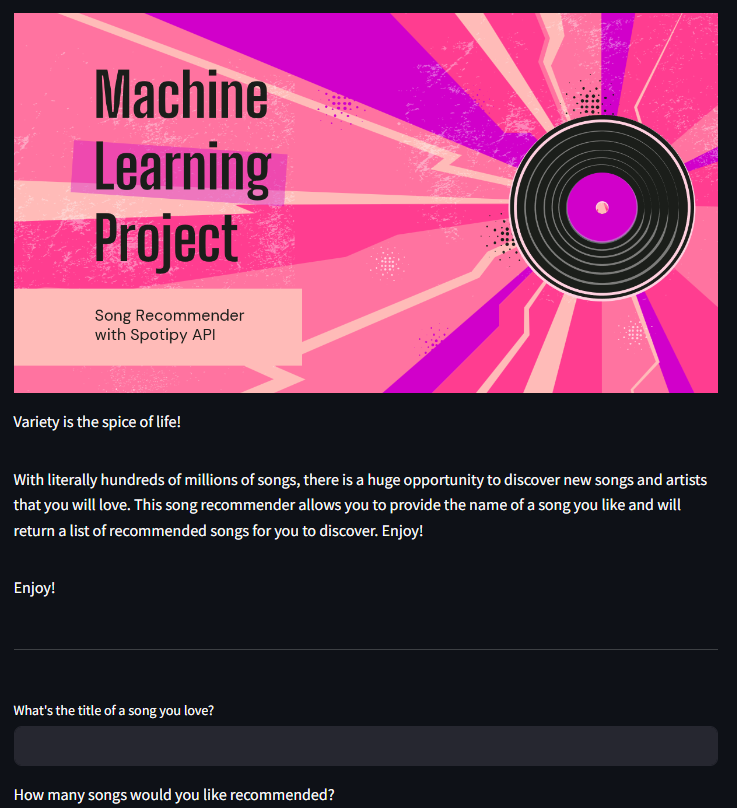 Machine
Learning
Project
Song Recommender
with Spotipy API
Variety is the spice of life!
With literally hundreds of millions of songs, there is a huge opportunity to discover new songs and artists
that you will love. This song recommender allows you to provide the name of a song you like and will
return a list of recommended songs for you to discover. Enjoy!
Enjoy!
What's the title of a song you love?
How many songs would you like recommended?